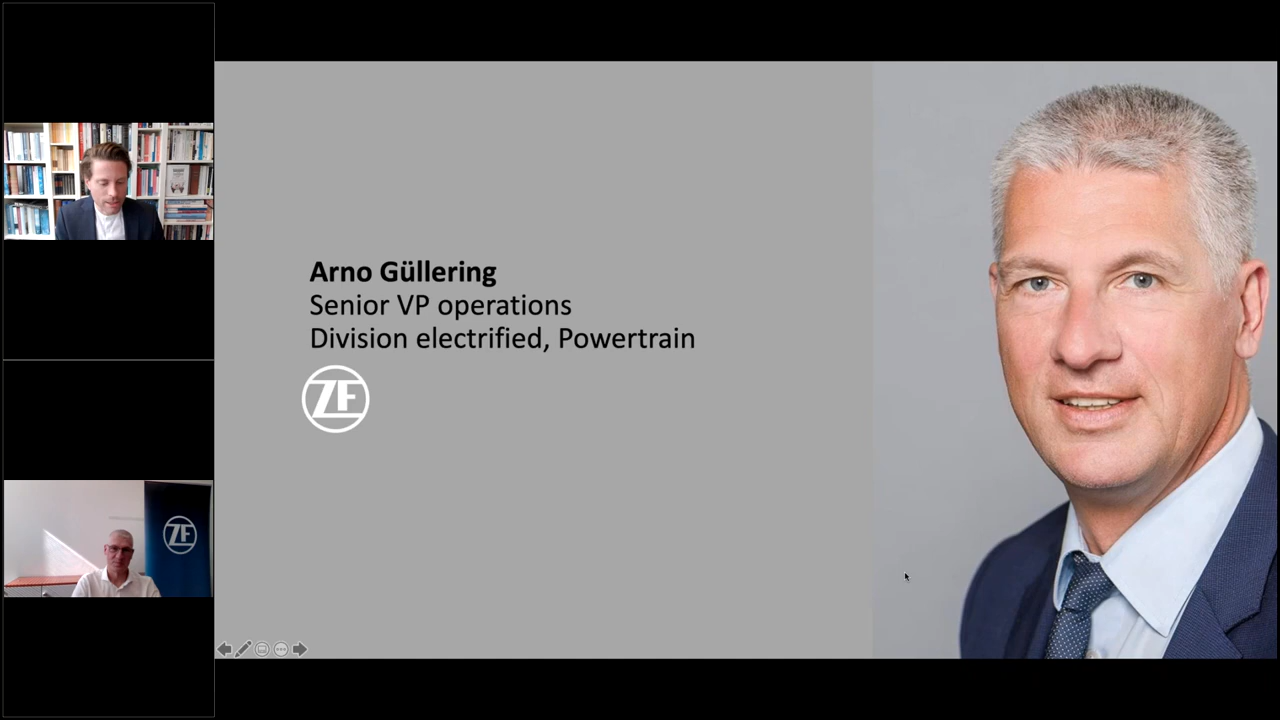 Arno Güllering
Senior VP operations
Division electrified, Powertrain
ZF
ZF